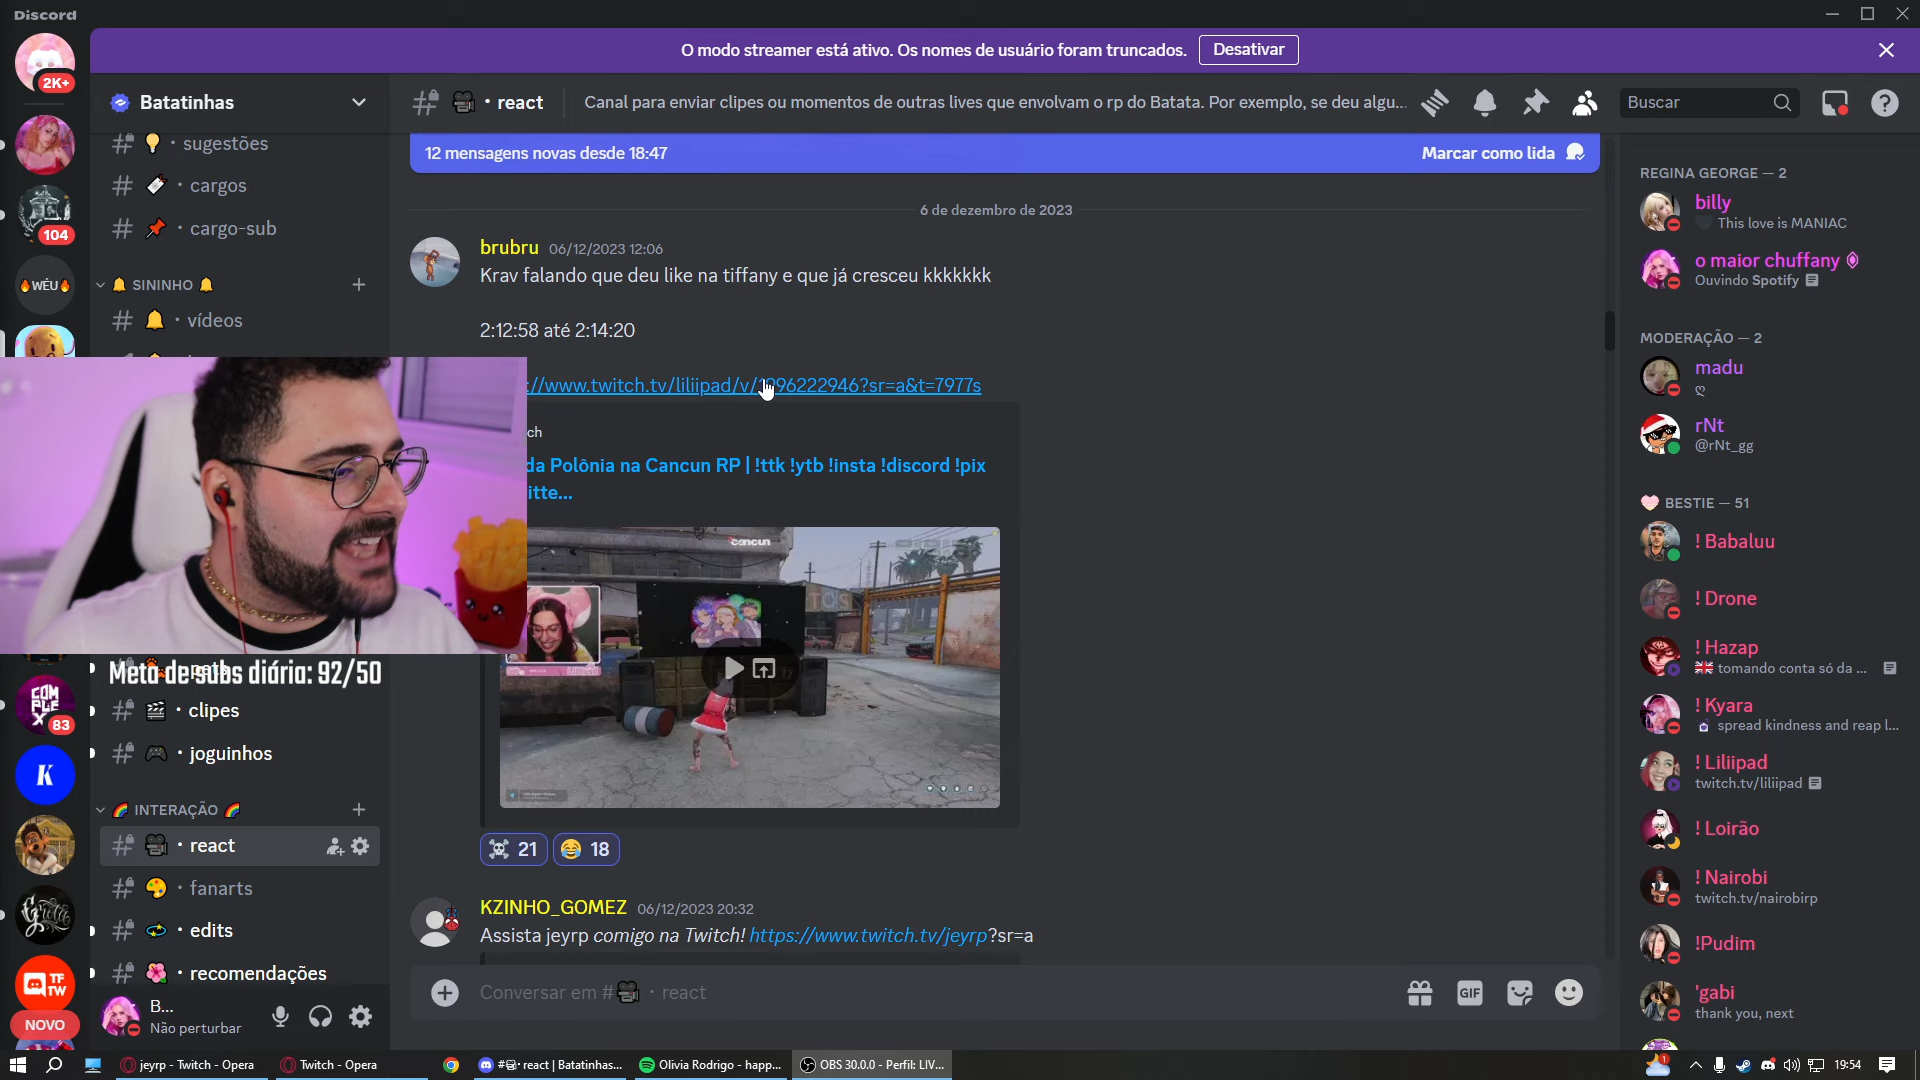 Discord
O modo streamer está ativo. Os nomes de usuário foram truncados.
Desativar
2K+
104
🔥WÉU🔥
COMPLEX
83
K
Grota
TF
TW
NOVO
Batatinhas
sugestões
cargos
cargo-sub
SININHO
vídeos
Meta de subs diária: 92/50
clipes
joguinhos
INTERAÇÃO
react
fanarts
edits
recomendações
B...
Não perturbar
react
Canal para enviar clipes ou momentos de outras lives que envolvam o rp do Batata. Por exemplo, se deu algu...
Buscar
12 mensagens novas desde 18:47
Marcar como lida
6 de dezembro de 2023
brubru 06/12/2023 12:06
Krav falando que deu like na tiffany e que já cresceu kkkkkkk
2:12:58 até 2:14:20
://www.twitch.tv/liliipad/v/1996222946?sr=a&t=7977s
ch
da Polônia na Cancun RP | !ttk !ytb !insta !discord !pix
itte...
cancun
21
18
KZINHO_GOMEZ 06/12/2023 20:32
Assista jeyrp comigo na Twitch! https://www.twitch.tv/jeyrp?sr=a
Conversar em # react
GIF
REGINA GEORGE — 2
billy
This love is MANIAC
o maior chuffany
Ouvindo Spotify
MODERAÇÃO — 2
madu
ღ
rNt
@rNt_gg
BESTIE — 51
! Babaluu
! Drone
! Hazap
tomando conta só da ...
! Kyara
spread kindness and reap l...
! Liliipad
twitch.tv/liliipad
! Loirão
! Nairobi
twitch.tv/nairobirp
!Pudim
'gabi
thank you, next
jeyrp - Twitch - Opera
Twitch - Opera
react | Batatinhas...
Olivia Rodrigo - happ...
OBS 30.0.0 - Perfil: LIV...
1
19:54